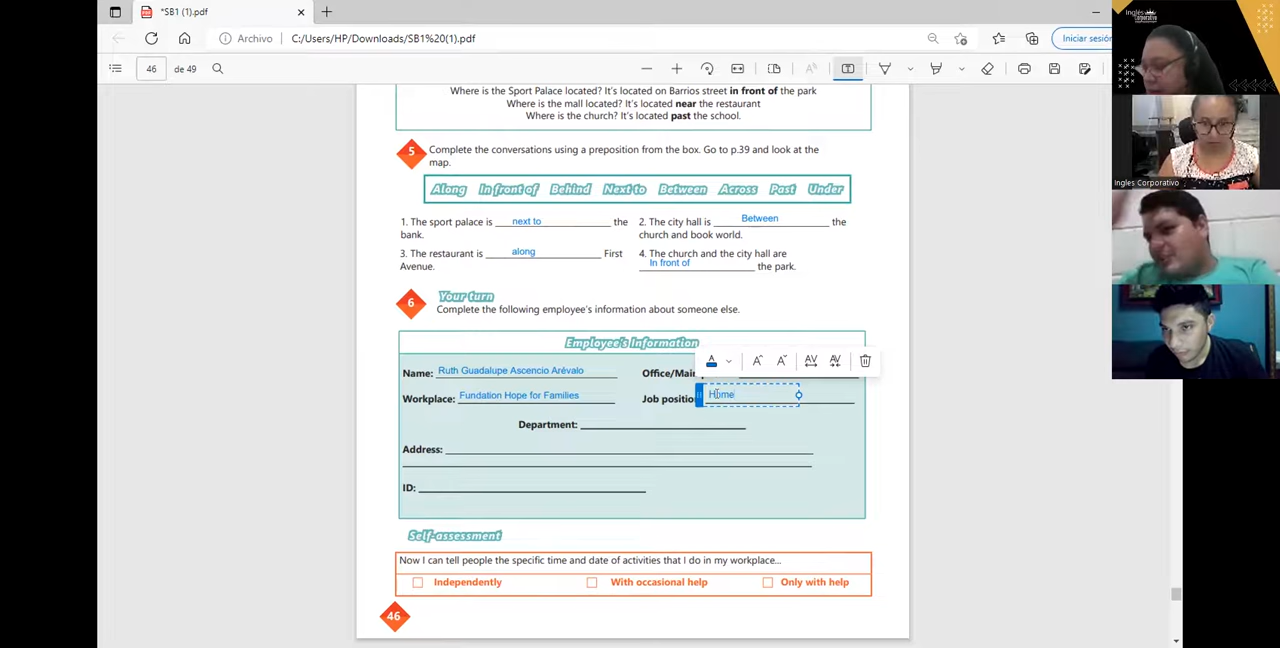 *SB1 (1).pdf
Archivo
C:/Users/HP/Downloads/SB1%20(1).pdf
Iniciar sesión
46 de 49
Where is the Sport Palace located? It's located on Barrios street in front of the park
Where is the mall located? It's located near the restaurant
Where is the church? It's located past the school.
5
Complete the conversations using a preposition from the box. Go to p.39 and look at the
map.
Along In front of Behind Next to Between Across Past Under
1. The sport palace is next to the
bank.
2. The city hall is Between the
church and book world.
3. The restaurant is along First
Avenue.
4. The church and the city hall are
In front of the park.
6
Your turn
Complete the following employee's information about someone else.
Employee's Information
Name: Ruth Guadalupe Ascencio Arévalo
Office/Mai
Workplace: Fundation Hope for Families
Job positio Home
Department:
Address:
ID:
Self-assessment
Now I can tell people the specific time and date of activities that I do in my workplace...
Independently
With occasional help
Only with help
46
Inglés
Corporativo
Ingles Corporativo